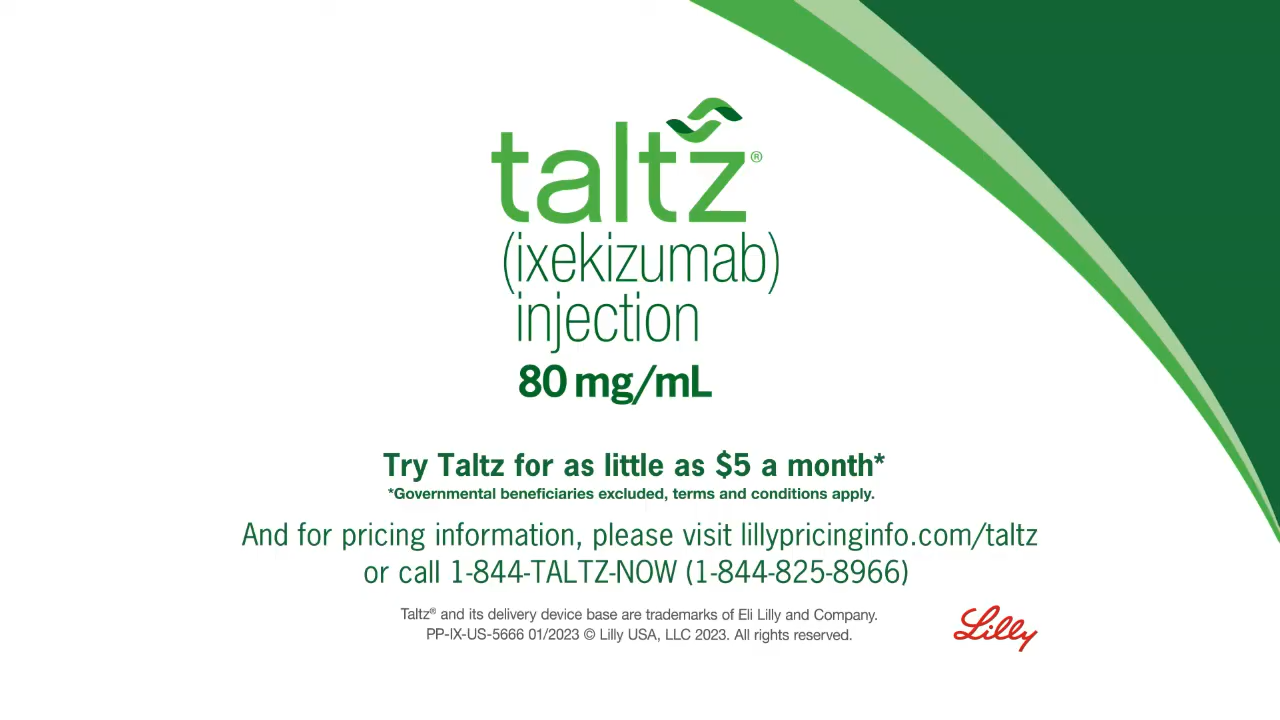 taltz®
(ixekizumab)
injection
80 mg/mL
Try Taltz for as little as $5 a month*
*Governmental beneficiaries excluded, terms and conditions apply.
And for pricing information, please visit lillypricinginfo.com/taltz
or call 1-844-TALTZ-NOW (1-844-825-8966)
Taltz® and its delivery device base are trademarks of Eli Lilly and Company.
PP-IX-US-5666 01/2023 © Lilly USA, LLC 2023. All rights reserved.
Lilly